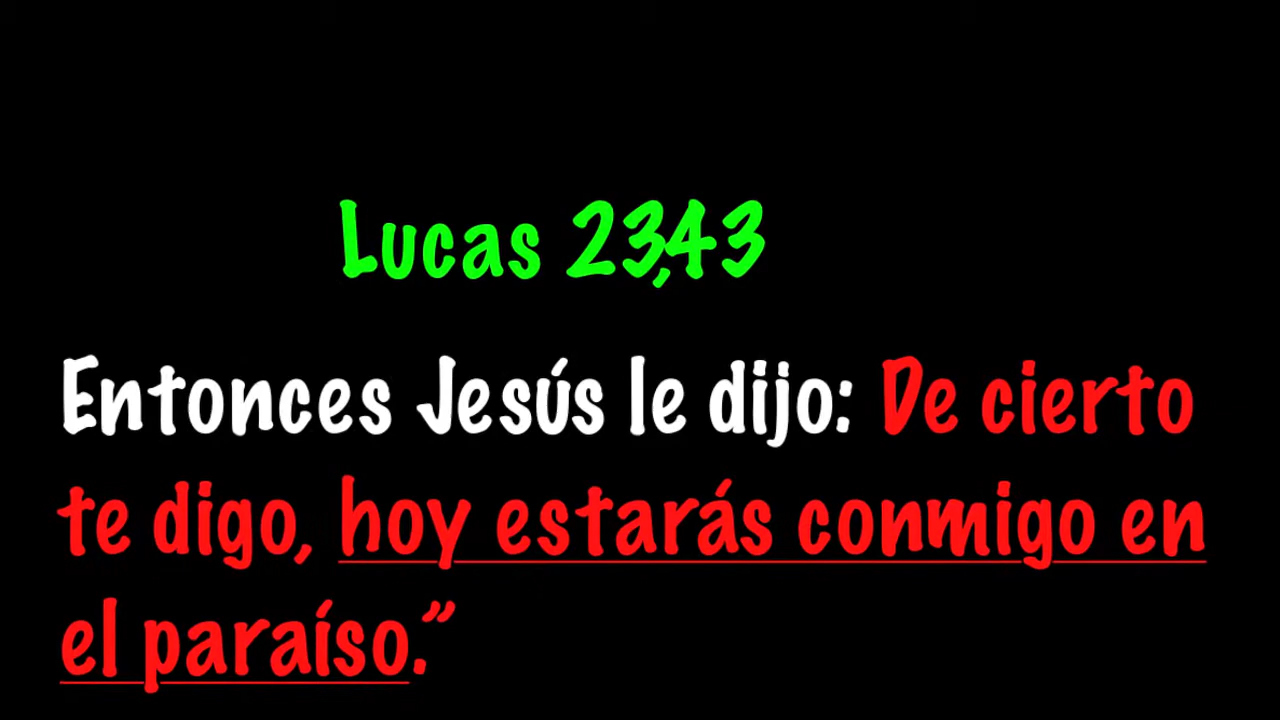 Lucas 23,43
Entonces Jesús le dijo: De cierto
te digo, hoy estarás conmigo en
el paraíso.”